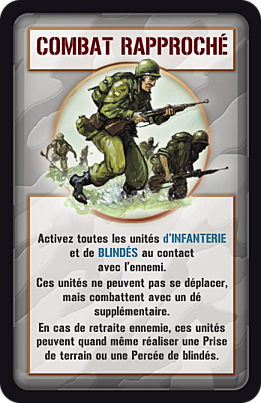 COMBAT RAPPROCHÉ
Activez toutes les unités d'INFANTERIE
et de BLINDÉS au contact
avec l'ennemi.
Ces unités ne peuvent pas se déplacer,
mais combattent avec un dé
supplémentaire.
En cas de retraite ennemie, ces unités
peuvent quand même réaliser une Prise
de terrain ou une Percée de blindés.